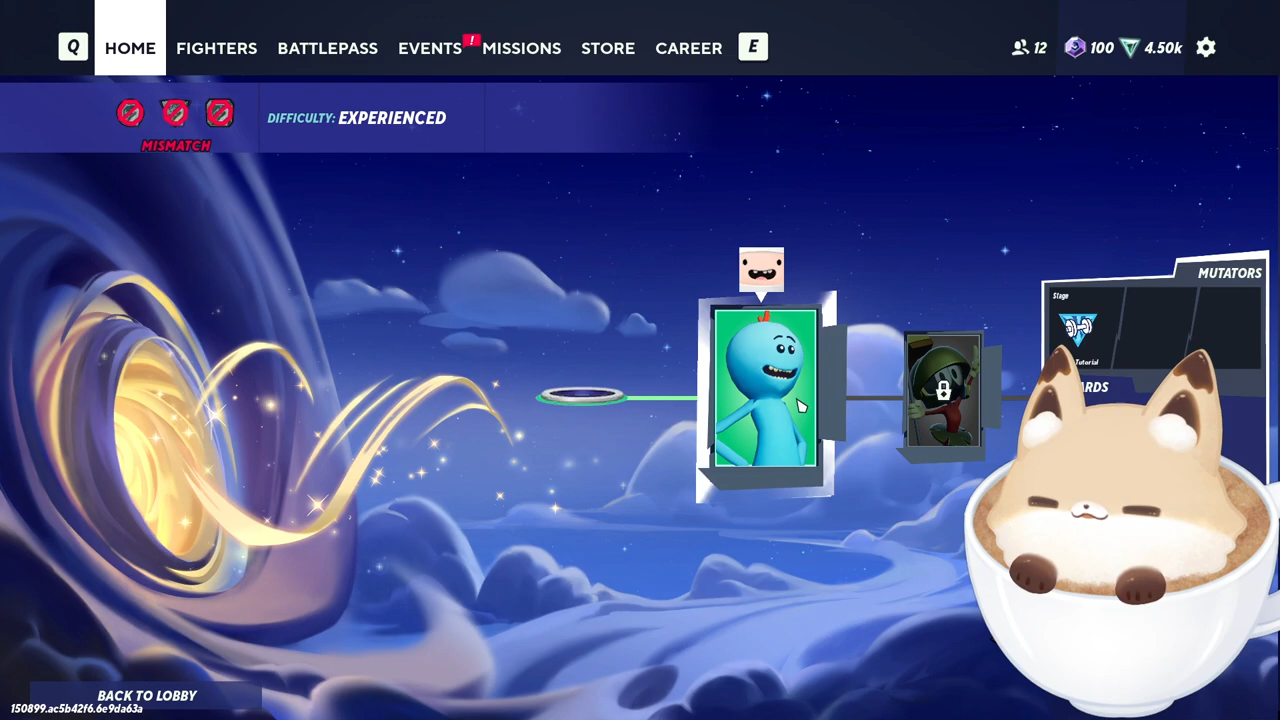 Q HOME FIGHTERS BATTLEPASS EVENTS ! MISSIONS STORE CAREER E 12 100 4.50k
MISMATCH
DIFFICULTY: EXPERIENCED
MUTATORS
Stage
Tutorial
BACK TO LOBBY
150899.ac5b42f6.6e9da63a